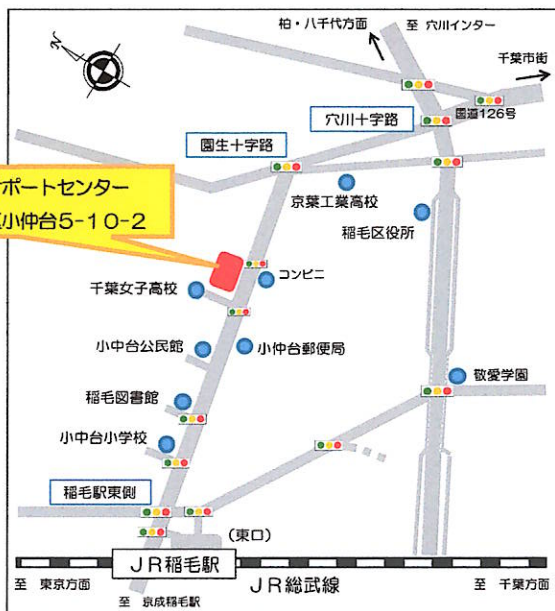 柏・八千代方面
至 穴川インター
千葉市街
N
国道126号
穴川十字路
園生十字路
京葉工業高校
稲毛区役所
ポートセンター
小仲台5-10-2
コンビニ
千葉女子高校
小中台公民館
小仲台郵便局
敬愛学園
稲毛図書館
小中台小学校
稲毛駅東側
(東口)
JR稲毛駅
JR総武線
至 東京方面
至 千葉方面
至 京成稲毛駅